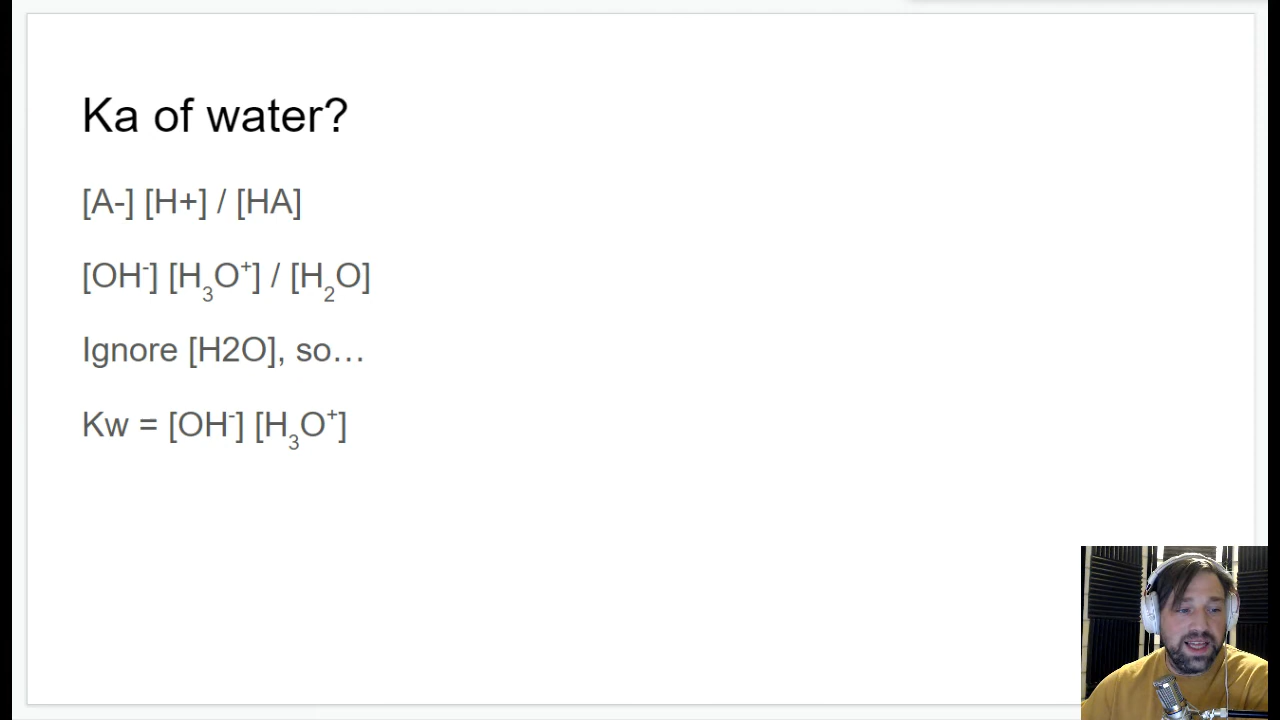 Ka of water?
[A-] [H+] / [HA]
[OH⁻] [H₃O⁺] / [H₂O]
Ignore [H2O], so…
Kw = [OH⁻] [H₃O⁺]